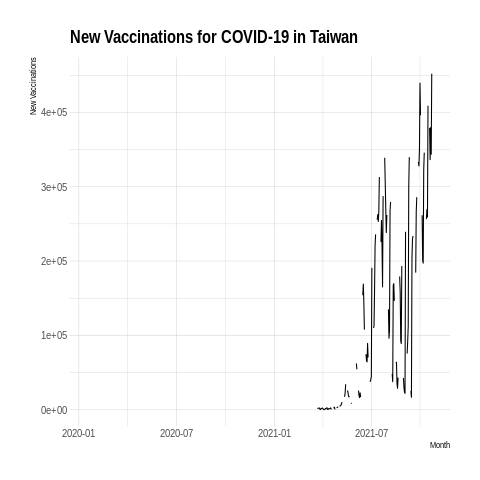 New Vaccinations for COVID-19 in Taiwan
New Vaccinations
4e+05
3e+05
2e+05
1e+05
0e+00
2020-01
2020-07
2021-01
2021-07
Month